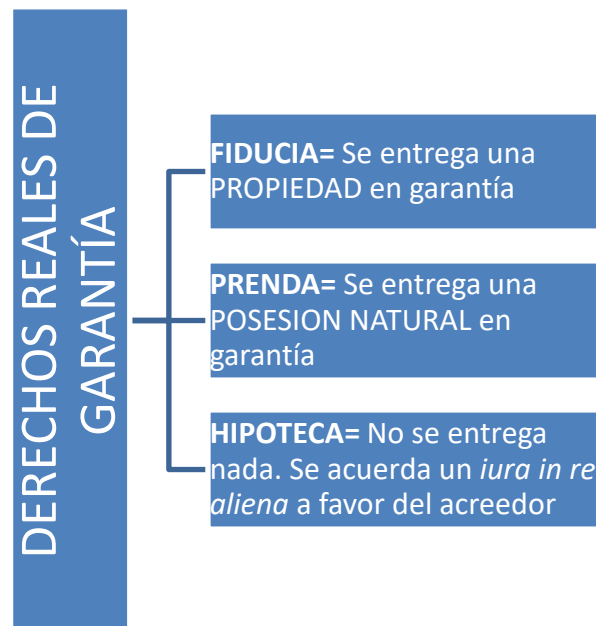 DERECHOS REALES DE
GARANTÍA
FIDUCIA= Se entrega una
PROPIEDAD en garantía
PRENDA= Se entrega una
POSESION NATURAL en
garantía
HIPOTECA= No se entrega
nada. Se acuerda un iura in re
aliena a favor del acreedor